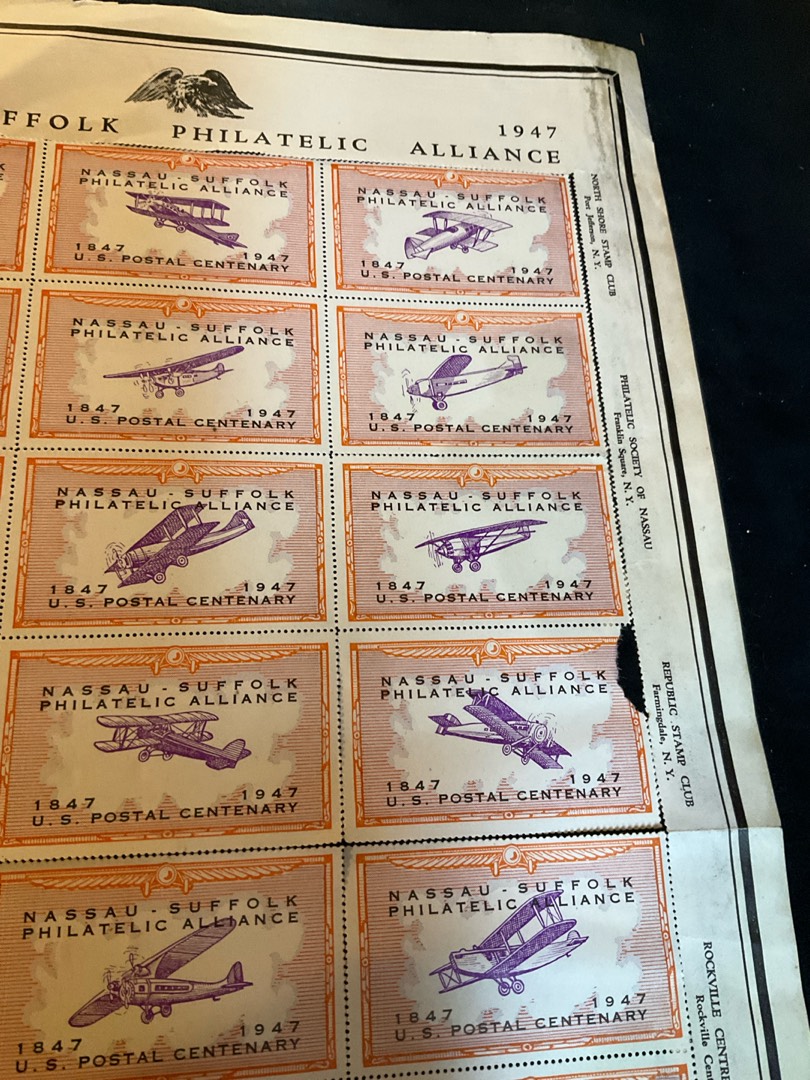 FFOLK PHILATELIC ALLIANCE
1947
NASSAU - SUFFOLK
PHILATELIC ALLIANCE
1847 1947
U.S. POSTAL CENTENARY
NASSAU - SUFFOLK
PHILATELIC ALLIANCE
1847 1947
U.S. POSTAL CENTENARY
NASSAU - SUFFOLK
PHILATELIC ALLIANCE
1847 1947
U.S. POSTAL CENTENARY
NASSAU - SUFFOLK
PHILATELIC ALLIANCE
1847 1947
U.S. POSTAL CENTENARY
NASSAU - SUFFOLK
PHILATELIC ALLIANCE
1847 1947
U.S. POSTAL CENTENARY
NASSAU - SUFFOLK
PHILATELIC ALLIANCE
1847 1947
U.S. POSTAL CENTENARY
NASSAU - SUFFOLK
PHILATELIC ALLIANCE
1847 1947
U.S. POSTAL CENTENARY
NASSAU - SUFFOLK
PHILATELIC ALLIANCE
1847 1947
U.S. POSTAL CENTENARY
NASSAU - SUFFOLK
PHILATELIC ALLIANCE
1847 1947
U.S. POSTAL CENTENARY
NASSAU - SUFFOLK
PHILATELIC ALLIANCE
1847 1947
U.S. POSTAL CENTENARY
NORTH SHORE STAMP CLUB
Port Jefferson, N. Y.
PHILATELIC SOCIETY OF NASSAU
Franklin Square, N. Y.
REPUBLIC STAMP CLUB
Farmingdale, N. Y.
ROCKVILLE CENTRE
Rockville Cen